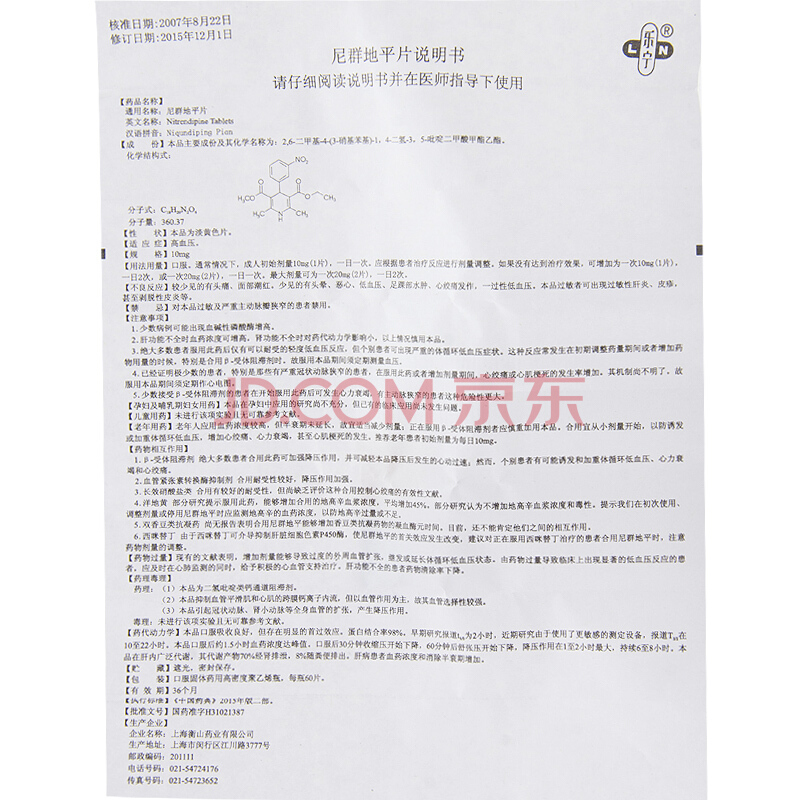 核准日期:2007年8月22日
修订日期:2015年12月1日
乐宁
L N ®
尼群地平片说明书
请仔细阅读说明书并在医师指导下使用
【药品名称】
通用名称：尼群地平片
英文名称：Nitrendipine Tablets
汉语拼音：Niqundiping Pian
【成 份】本品主要成份及其化学名称为：2,6-二甲基-4-(3-硝基苯基)-1，4-二氢-3，5-吡啶二甲酸甲酯乙酯。
化学结构式：
NO₂
H₃CO O O O CH₃
CH₃ N H CH₃
分子式：C₁₈H₂₀N₂O₆
分子量：360.37
【性 状】本品为淡黄色片。
【适 应 症】高血压。
【规 格】10mg
【用法用量】口服。通常情况下，成人初始剂量10mg(1片)，一日一次。应根据患者治疗反应进行剂量调整。如果没有达到治疗效果，可增加为一次10mg(1片)，
一日2次，或一次20mg(2片)，一日一次。最大剂量可为一次20mg(2片)，一日2次。
【不良反应】较少见的有头痛、面部潮红。少见的有头晕、恶心、低血压、足踝部水肿、心绞痛发作，一过性低血压。本品过敏者可出现过敏性肝炎、皮疹，
甚至剥脱性皮炎等。
【禁 忌】对本品过敏及严重主动脉瓣狭窄的患者禁用。
【注意事项】
1.少数病例可能出现血碱性磷酸酶增高。
2.肝功能不全时血药浓度可增高，肾功能不全时对药代动力学影响小，以上情况慎用本品。
3.绝大多数患者服用此药后仅有可以耐受的轻度低血压反应，但个别患者可出现严重的体循环低血压症状。这种反应常发生在初期调整药量期间或者增加药
物用量的时候，特别是合用β-受体阻滞剂时。故服用本品期间须定期测量血压。
4.已经证明极少数的患者，特别是那些有严重冠状动脉狭窄的患者，在服用此药或者增加剂量期间，心绞痛或心肌梗死的发生率增加。其机制尚不明了。故
服用本品期间须定期作心电图。
5.少数接受β-受体阻滞剂的患者在开始服用此药后可发生心力衰竭，有主动脉狭窄的患者这种危险性更大。
【孕妇及哺乳期妇女用药】本品在孕妇中使用的研究尚不充分，但已有的临床应用尚未发生问题。
【儿童用药】未进行该项实验且无可靠参考文献。
【老年用药】老年人应用血药浓度较高，但半衰期未延长，故宜适当减少剂量；正在服用β-受体阻滞剂者应慎重加用本品。合用宜从小剂量开始，以防诱发
或加重体循环低血压，增加心绞痛、心力衰竭，甚至心肌梗死的发生。推荐老年患者初始剂量为每日10mg。
【药物相互作用】
1.β-受体阻滞剂 绝大多数患者合用此药可加强降压作用，并可减轻本品降压后发生的心动过速；然而，个别患者有可能诱发和加重体循环低血压、心力衰
竭和心绞痛。
2.血管紧张素转换酶抑制剂 合用耐受性较好，降压作用加强。
3.长效硝酸盐类 合用有较好的耐受性，但尚缺乏评价这种合用控制心绞痛的有效性文献。
4.洋地黄 部分研究提示服用此药，能够增加合用的地高辛血浓度，平均增加45%。部分研究认为不增加地高辛血浆浓度和毒性。提示我们在初次使用、
调整剂量或停用尼群地平时应监测地高辛的血药浓度，以防地高辛过量或不足。
5.双香豆类抗凝药 尚无报告表明合用尼群地平能够增加香豆类抗凝药物的凝血酶元时间。目前，还不能肯定他们之间的相互作用。
6.西咪替丁 由于西咪替丁可介导抑制肝脏细胞色素P450酶，使尼群地平的首关效应发生改变。建议对正在服用西咪替丁治疗的患者合用尼群地平时，注意
药物剂量的调整。
【药物过量】现有的文献表明，增加剂量能够导致过度的外周血管扩张，继发或延长体循环低血压状态。由药物过量导致临床上出现显著的低血压反应的患
者，应及时在心肺监测的同时，给予积极的心血管支持治疗。肝功能不全的患者药物清除率下降。
【药理毒理】
药理：(1) 本品为二氢吡啶类钙通道阻滞剂。
(2) 本品抑制血管平滑肌和心肌的跨膜钙离子内流，但以血管作用为主，故其血管选择性较强。
(3) 本品引起冠状动脉、肾小动脉等全身血管的扩张，产生降压作用。
毒理：未进行该项实验且无可靠参考文献。
【药代动力学】本品口服吸收良好，但存在明显的首过效应，蛋白结合率98%。早期研究报道t₁/₂为2小时，近期研究由于使用了更敏感的测定设备，报道T₁/₂在
10至22小时。本品口服后约1.5小时血药浓度达峰值。口服后30分钟收缩压开始下降，60分钟后舒张压开始下降，降压作用在1至2小时最大，持续6至8小时。本
品在肝内广泛代谢，其代谢产物70%经肾排泄，8%随粪便排出。肝病患者血药浓度和消除半衰期增加。
【贮 藏】遮光，密封保存。
【包 装】口服固体药用高密度聚乙烯瓶，每瓶60片。
【有 效 期】36个月
【执行标准】《中国药典》2015年版二部。
【批准文号】国药准字H31021387
【生产企业】
企业名称：上海衡山药业有限公司
生产地址：上海市闵行区江川路3777号
邮政编码：201111
电话号码：021-54724176
传真号码：021-54723652
JD.COM 京东